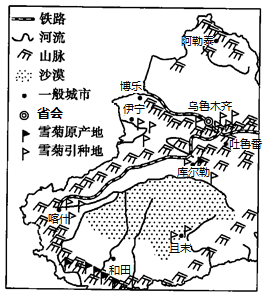 铁路
河流
山脉
沙漠
一般城市
省会
雪菊原产地
雪菊引种地
阿勒泰
博乐
伊宁
乌鲁木齐
吐鲁番
库尔勒
喀什
且末
和田